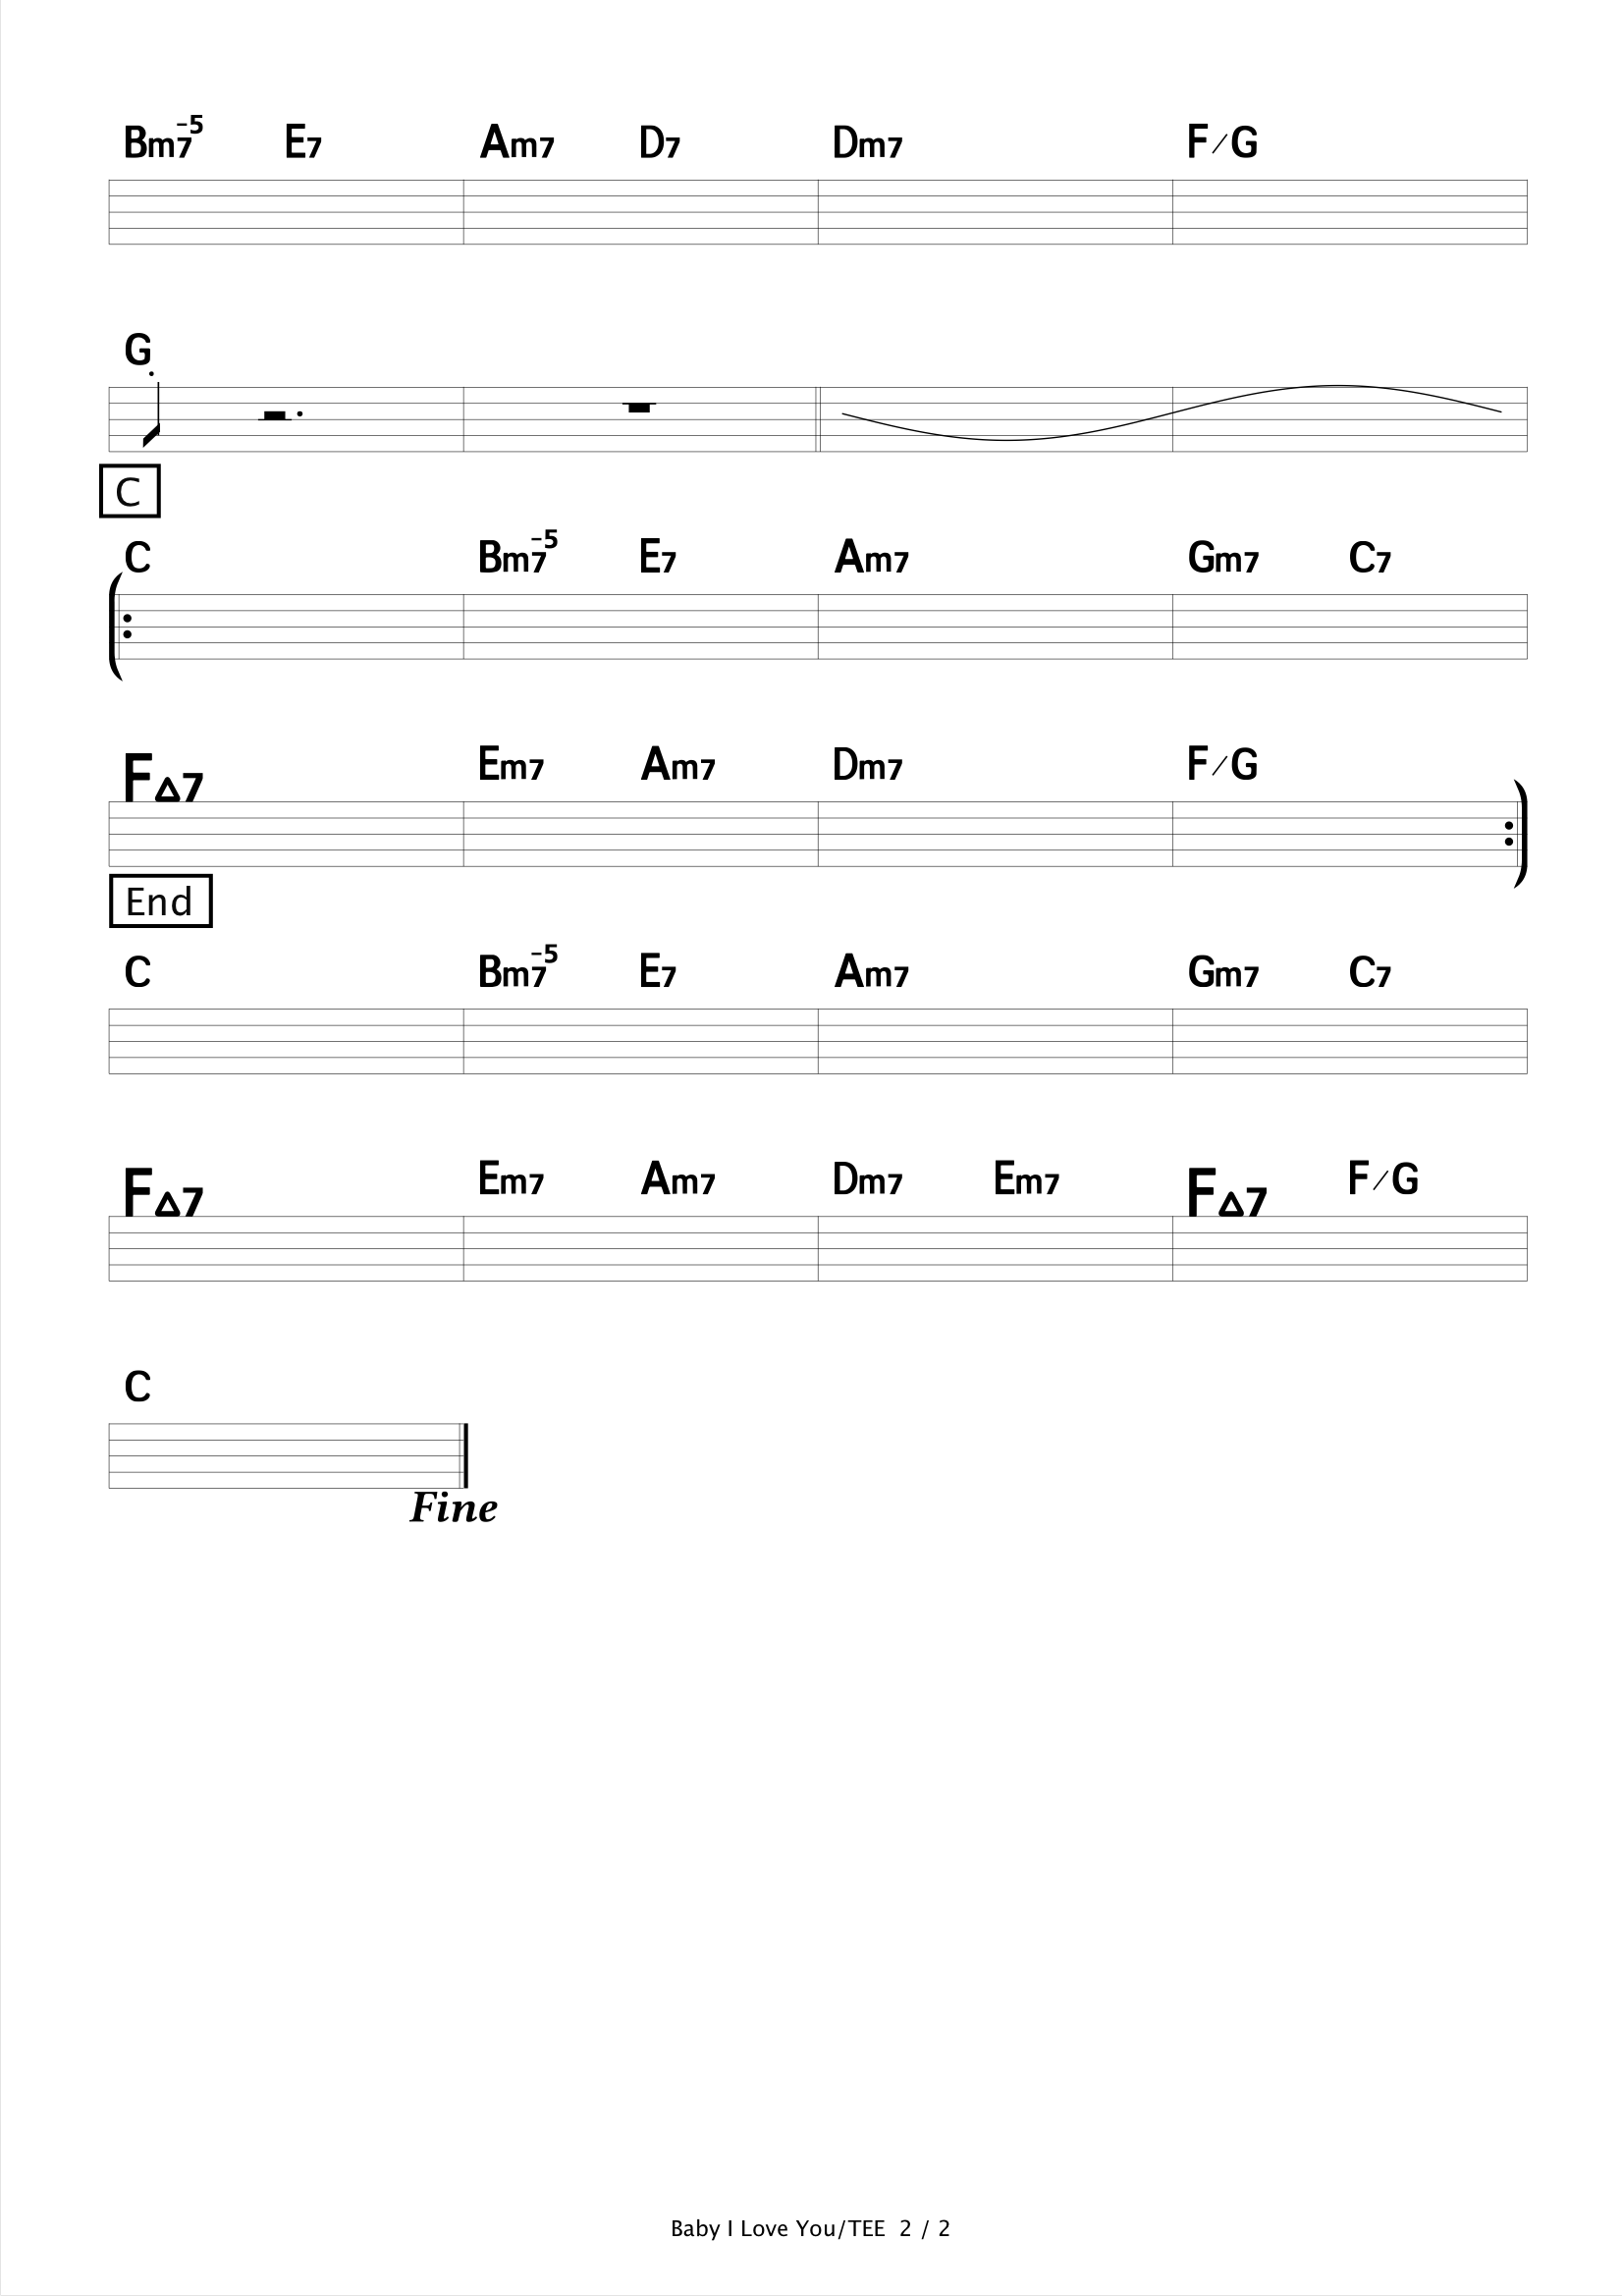 Bm7-5 E7 Am7 D7 Dm7 F/G
G
C
C Bm7-5 E7 Am7 Gm7 C7
F△7 Em7 Am7 Dm7 F/G
End
C Bm7-5 E7 Am7 Gm7 C7
F△7 Em7 Am7 Dm7 Em7 F△7 F/G
C
Fine
Baby I Love You/TEE 2 / 2